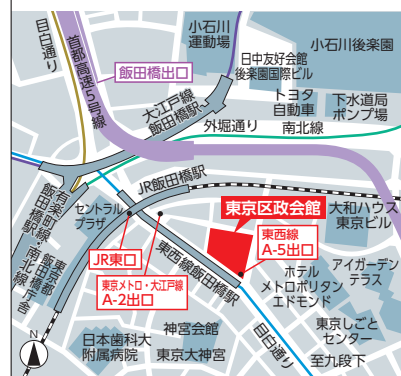 目白通り
首都高速5号線
飯田橋出口
小石川
運動場
小石川後楽園
日中友好会館
後楽園国際ビル
トヨタ
自動車
下水道局
ポンプ場
大江戸線
飯田橋駅
外堀通り
南北線
JR飯田橋駅
有楽町線・南北線
飯田橋駅
セントラル
プラザ
東京区政会館
大和ハウス
東京ビル
東京都
飯田橋庁舎
JR東口
東京メトロ・大江戸線
A-2出口
東西線飯田橋駅
東西線
A-5出口
ホテル
メトロポリタン
エドモンド
アイガーデン
テラス
N
日本歯科大
附属病院
神宮会館
東京大神宮
目白通り
東京しごと
センター
至九段下